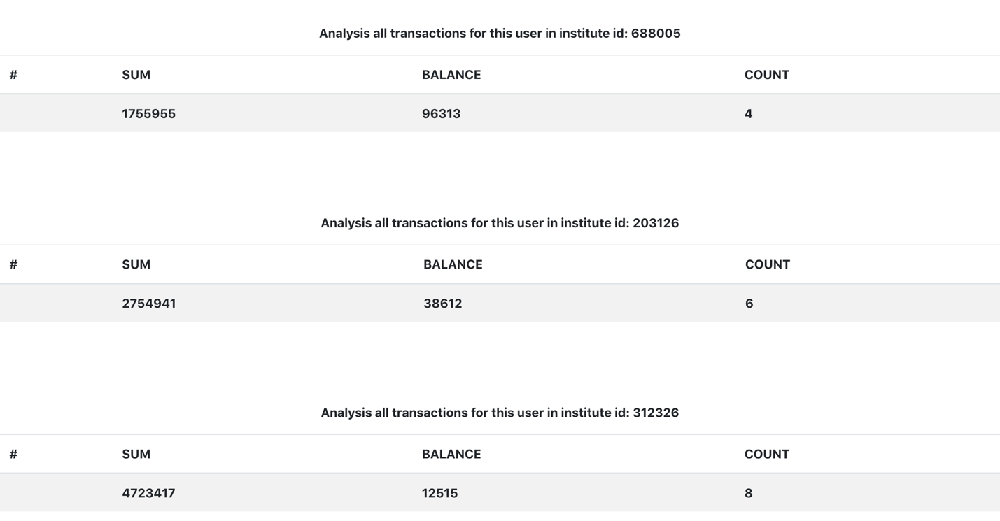 Analysis all transactions for this user in institute id: 688005
# SUM BALANCE COUNT
1755955 96313 4
Analysis all transactions for this user in institute id: 203126
# SUM BALANCE COUNT
2754941 38612 6
Analysis all transactions for this user in institute id: 312326
# SUM BALANCE COUNT
4723417 12515 8